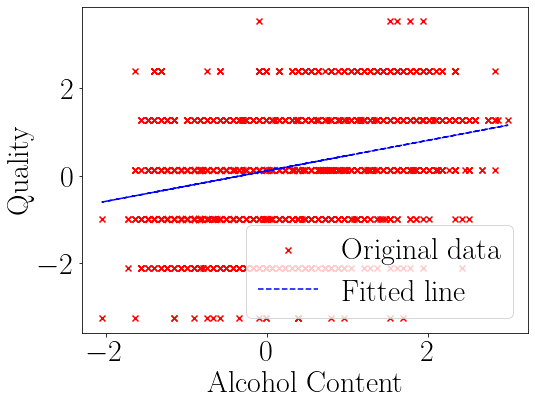 2
0
−2
Quality
Original data
Fitted line
−2 0 2
Alcohol Content